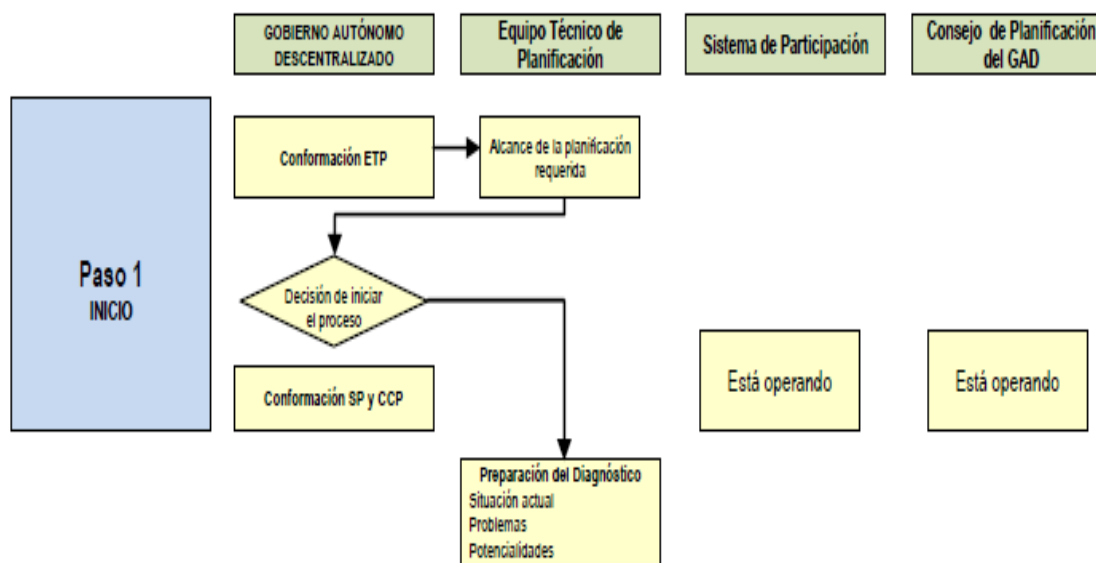 GOBIERNO AUTÓNOMO
DESCENTRALIZADO
Equipo Técnico de
Planificación
Sistema de Participación
Consejo de Planificación
del GAD
Paso 1
INICIO
Conformación ETP
Alcance de la planificación
requerida
Decisión de iniciar
el proceso
Conformación SP y CCP
Está operando
Está operando
Preparación del Diagnóstico
Situación actual
Problemas
Potencialidades